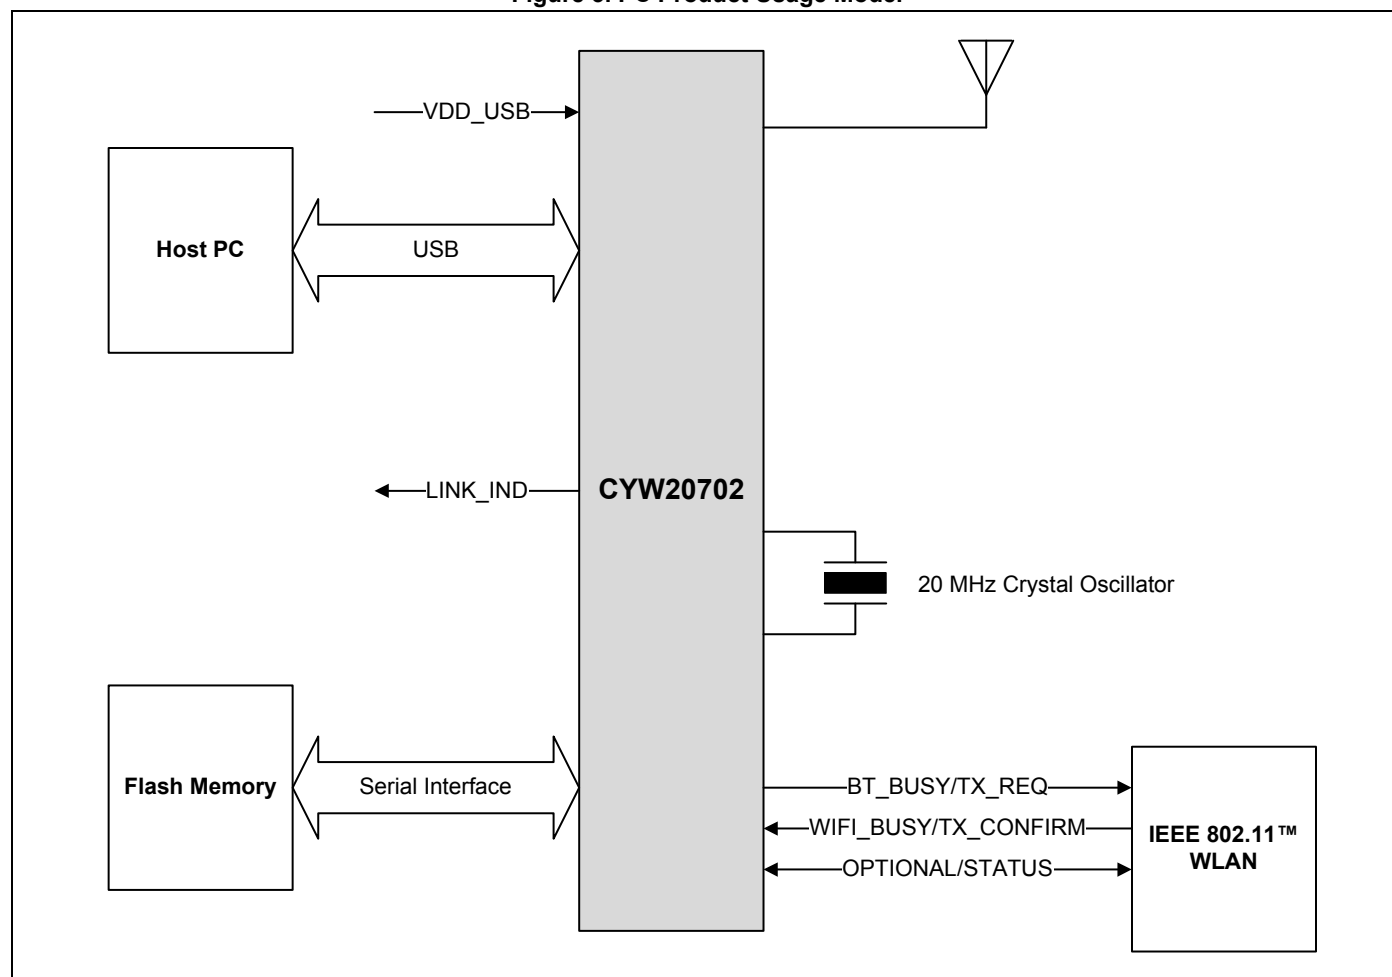 VDD_USB
Host PC
USB
LINK_IND
CYW20702
20 MHz Crystal Oscillator
Flash Memory
Serial Interface
BT_BUSY/TX_REQ
WIFI_BUSY/TX_CONFIRM
OPTIONAL/STATUS
IEEE 802.11™
WLAN